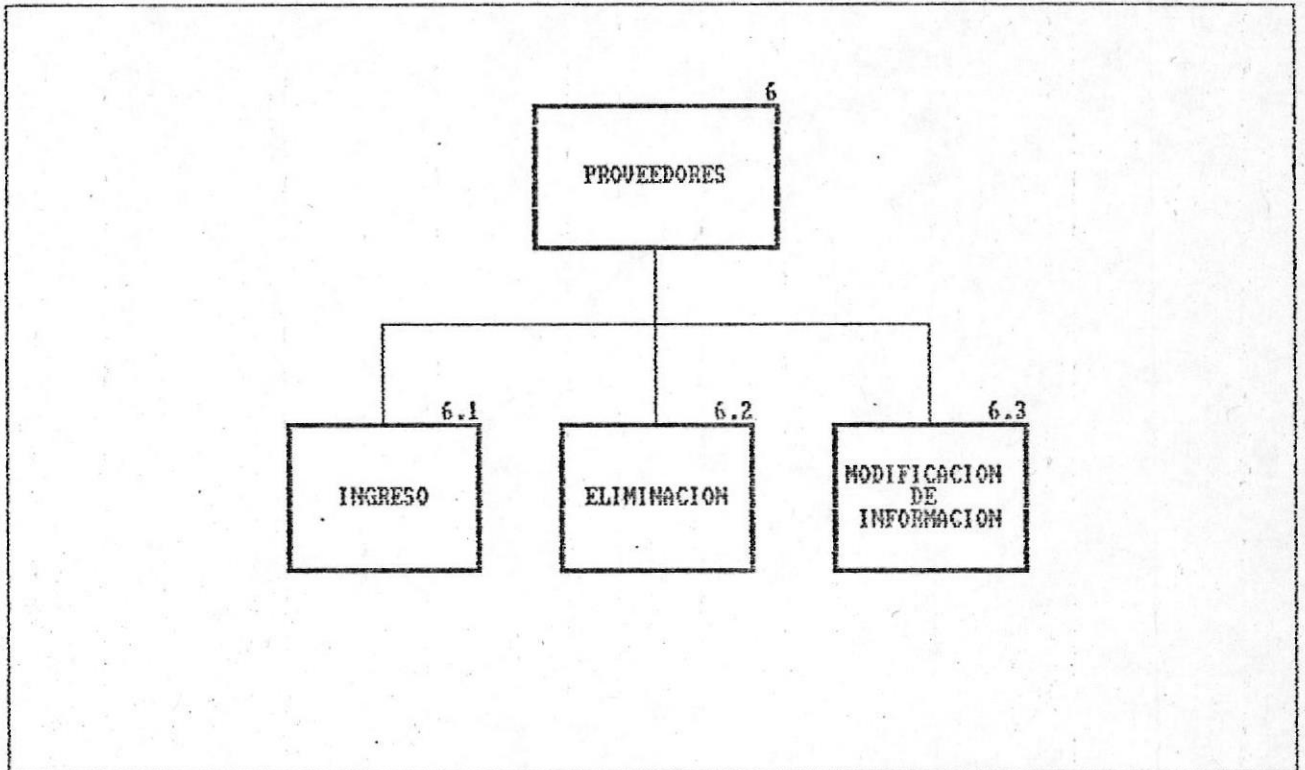 6
PROVEEDORES
6.1
6.2
6.3
INGRESO
ELIMINACION
MODIFICACION
DE
INFORMACION